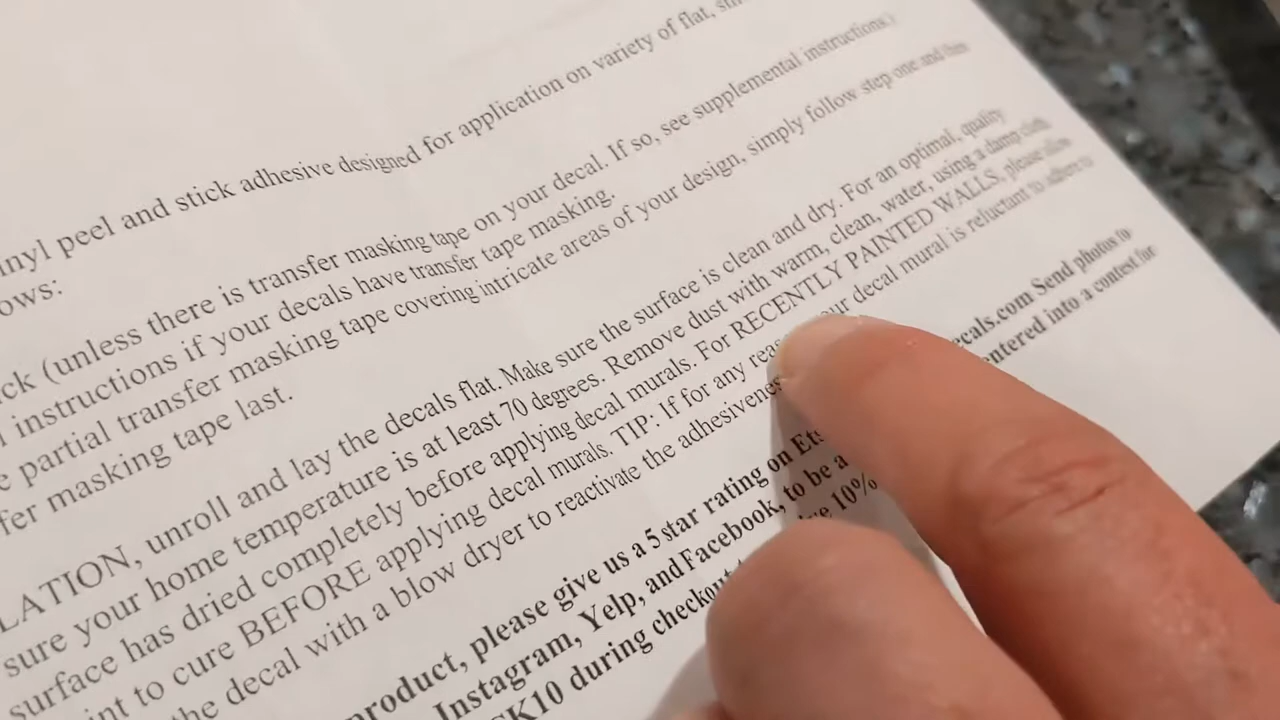 inyl peel and stick adhesive designed for application on variety of flat,
ows:
ck (unless there is transfer masking tape on your decal. If so, see supplemental instructions.)
l instructions if your decals have transfer tape masking.
e partial transfer masking tape covering intricate areas of your design, simply follow step one and then
fer masking tape last.
LATION, unroll and lay the decals flat. Make sure the surface is clean and dry. For an optimal, quality
sure your home temperature is at least 70 degrees. Remove dust with warm, clean, water, using a damp cloth
surface has dried completely before applying decal murals. For RECENTLY PAINTED WALLS, please allow
int to cure BEFORE applying decal murals. TIP: If for any reas ur decal mural is reluctant to adhere to
the decal with a blow dryer to reactivate the adhesivenes
product, please give us a 5 star rating on Ets ecals.com Send photos to
Instagram, Yelp, and Facebook, to be a entered into a contest for
CK10 during checkout ve 10%